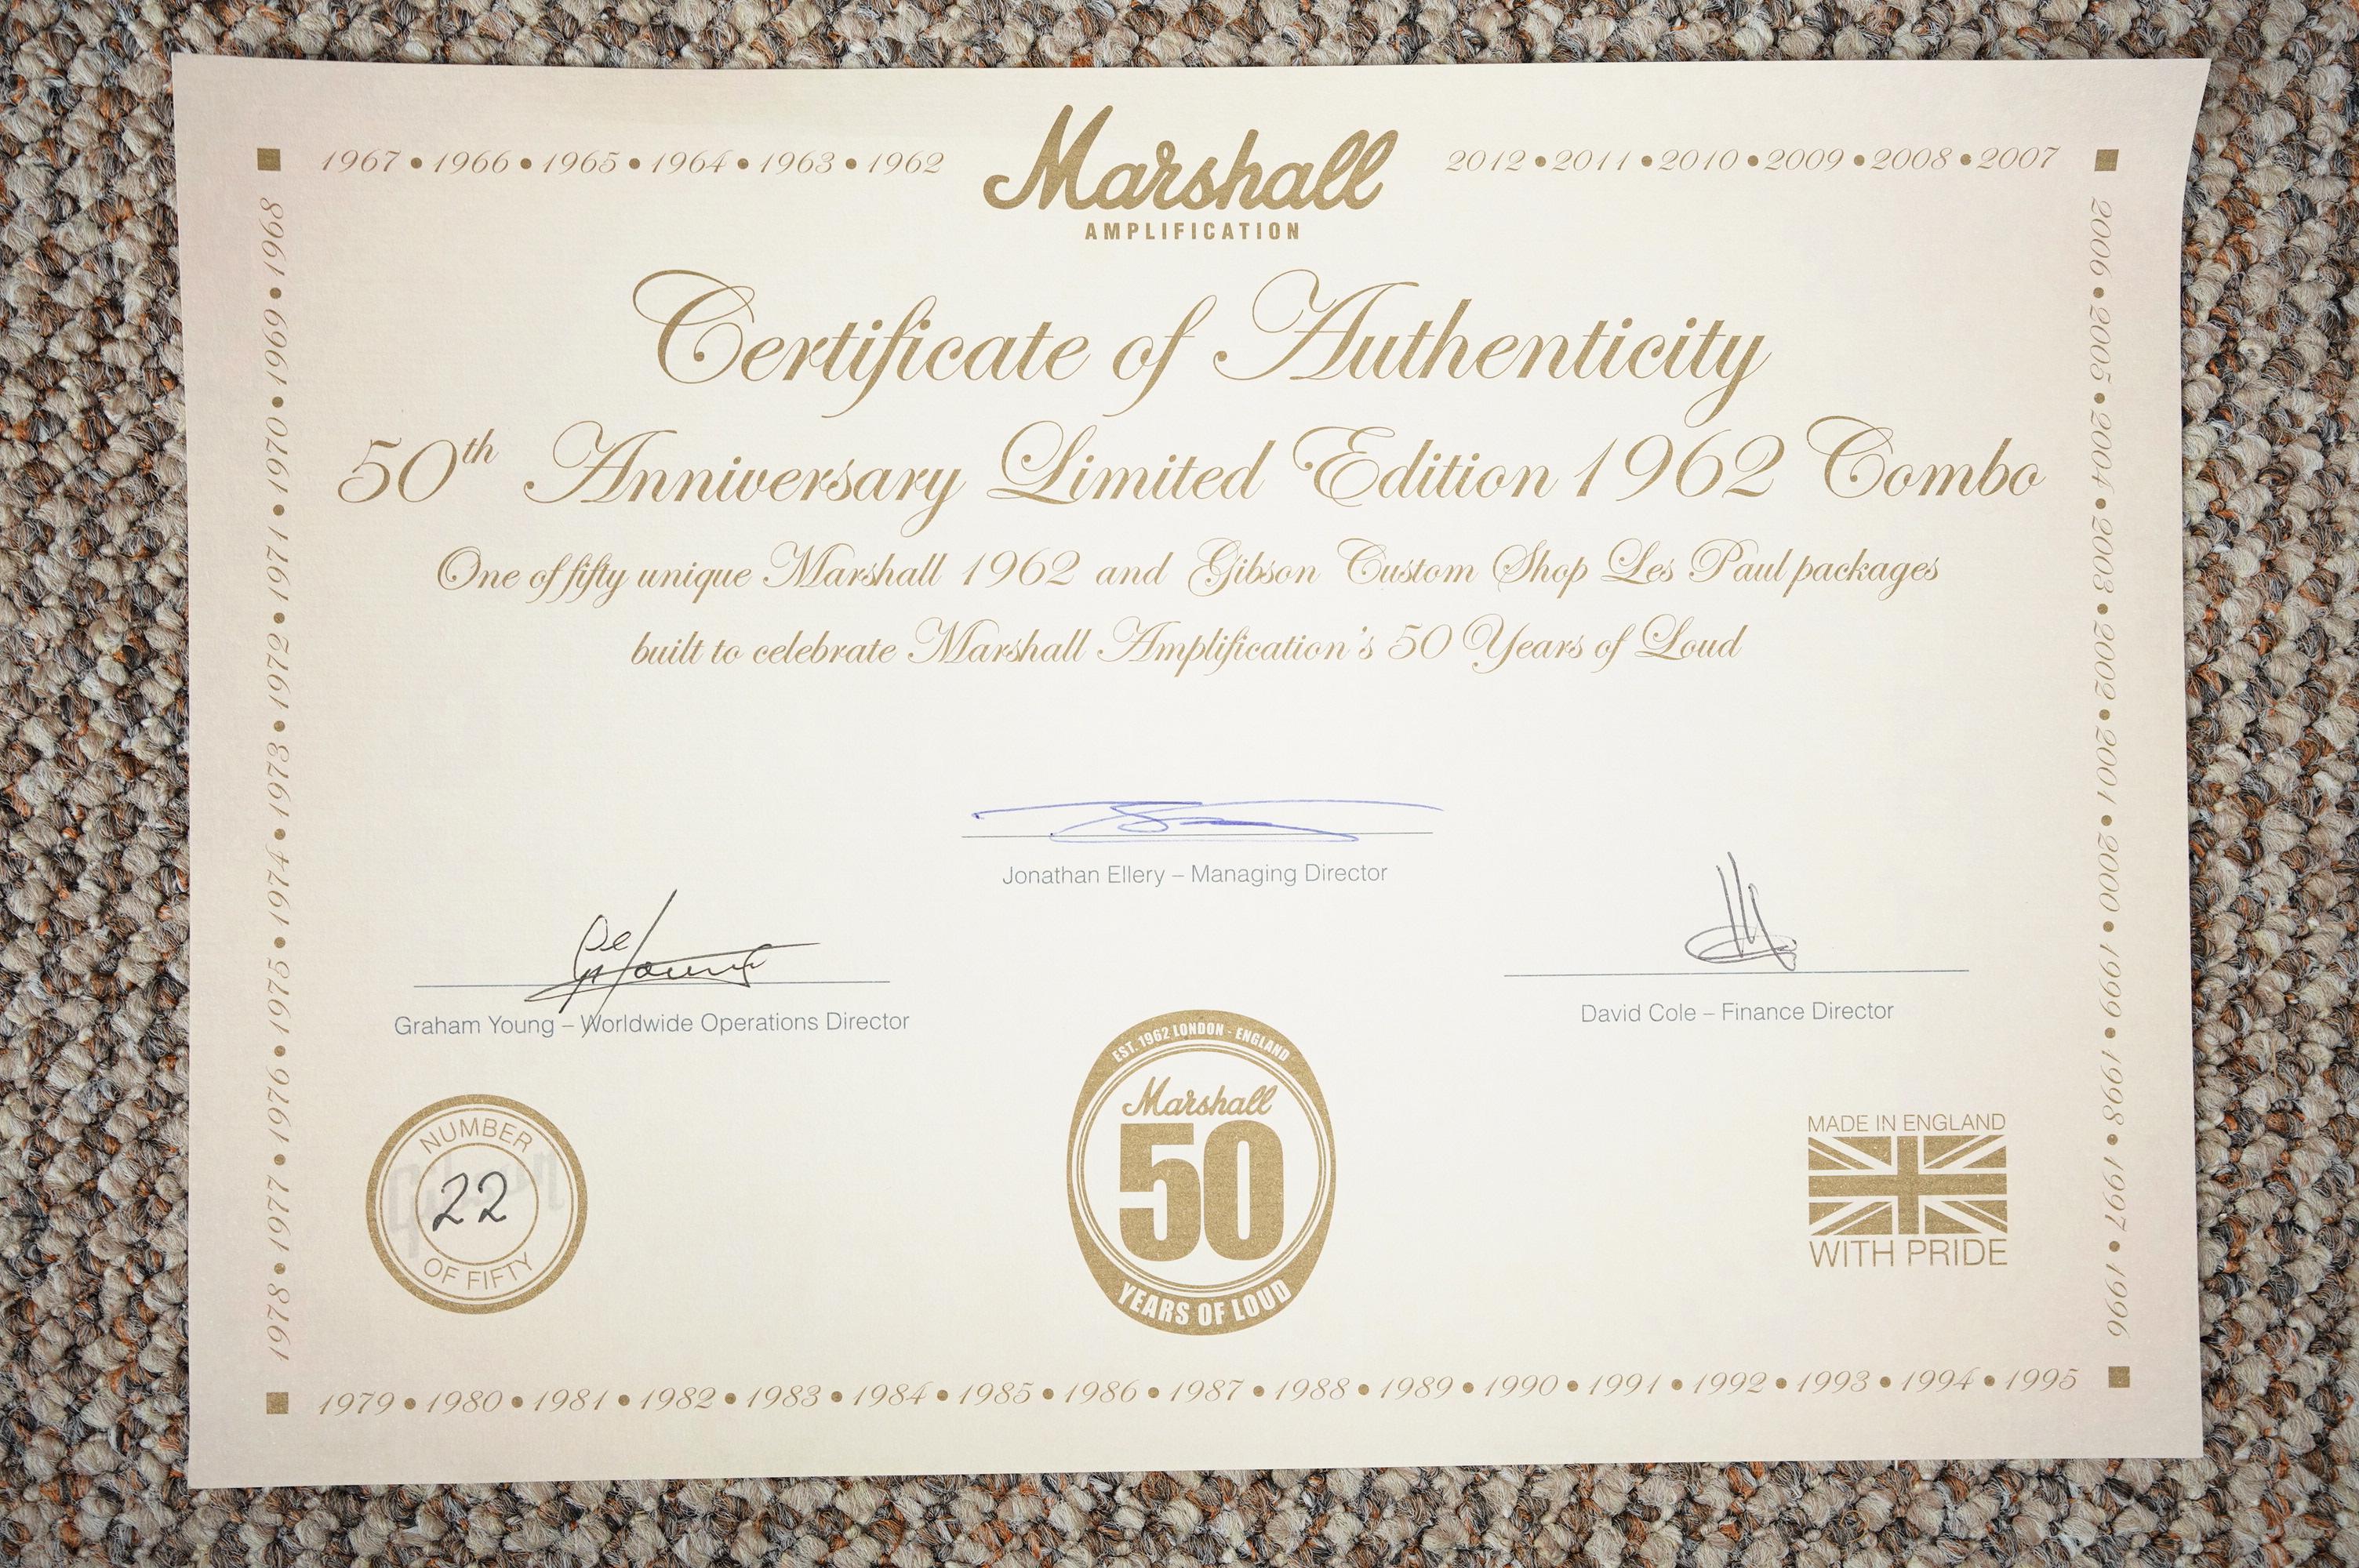 1967 • 1966 • 1965 • 1964 • 1963 • 1962
Marshall
AMPLIFICATION
2012 • 2011 • 2010 • 2009 • 2008 • 2007
Certificate of Authenticity
50th Anniversary Limited Edition 1962 Combo
One of fifty unique Marshall 1962 and Gibson Custom Shop Les Paul packages
built to celebrate Marshall Amplification's 50 Years of Loud
Jonathan Ellery – Managing Director
Graham Young – Worldwide Operations Director
David Cole – Finance Director
NUMBER
22
OF FIFTY
EST. 1962 LONDON - ENGLAND
Marshall
50
YEARS OF LOUD
MADE IN ENGLAND
WITH PRIDE
1978 • 1977 • 1976 • 1975 • 1974 • 1973 • 1972 • 1971 • 1970 • 1969 • 1968
2006 • 2005 • 2004 • 2003 • 2002 • 2001 • 2000 • 1999 • 1998 • 1997 • 1996
1979 • 1980 • 1981 • 1982 • 1983 • 1984 • 1985 • 1986 • 1987 • 1988 • 1989 • 1990 • 1991 • 1992 • 1993 • 1994 • 1995